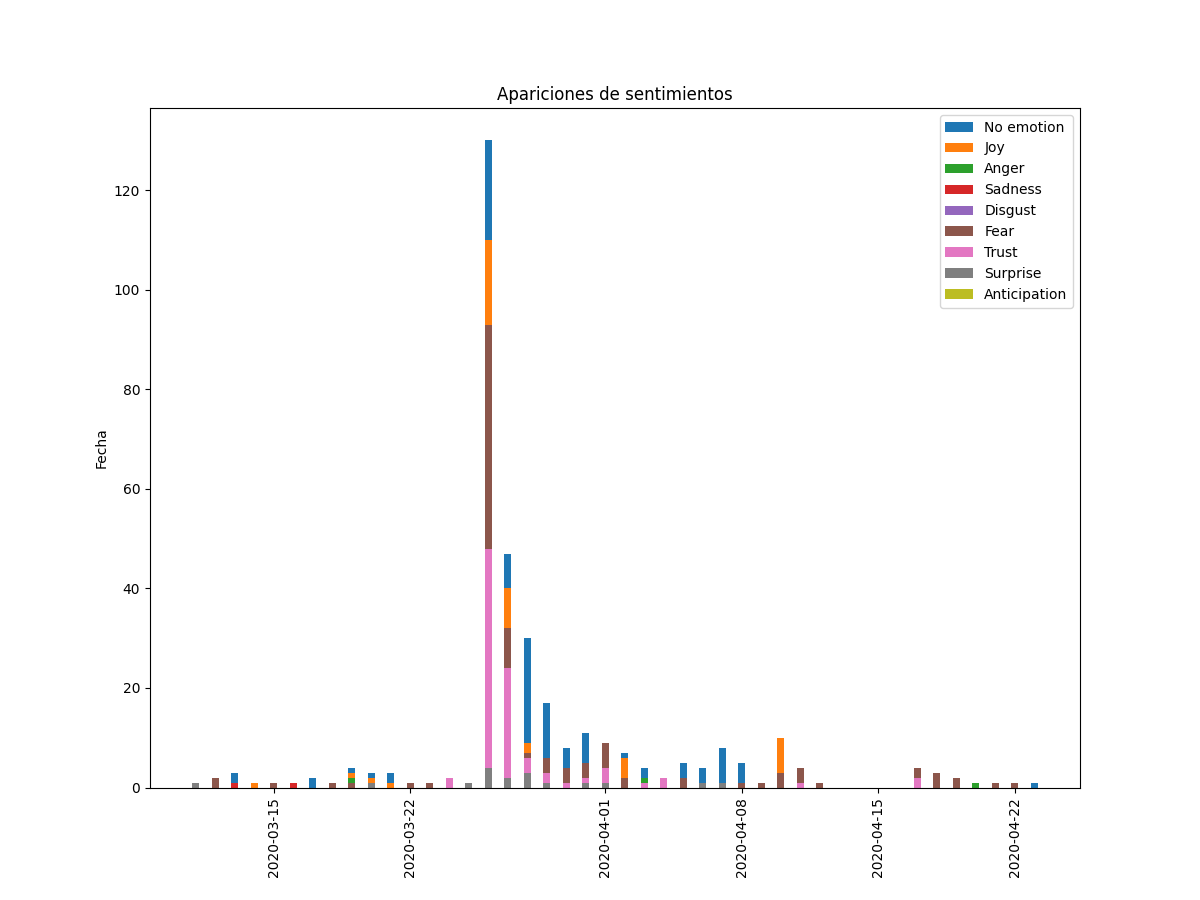 Apariciones de sentimientos
No emotion
Joy
Anger
Sadness
Disgust
Fear
Trust
Surprise
Anticipation
Fecha
120
100
80
60
40
20
0
2020-03-15
2020-03-22
2020-04-01
2020-04-08
2020-04-15
2020-04-22